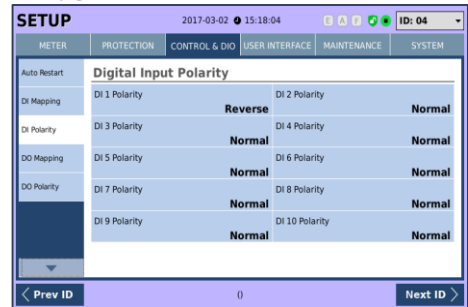 SETUP 2017-03-02 15:18:04 E A F ID: 04
METER PROTECTION CONTROL & DIO USER INTERFACE MAINTENANCE SYSTEM
Auto Restart
DI Mapping
DI Polarity
DO Mapping
DO Polarity
Digital Input Polarity
DI 1 Polarity Reverse
DI 2 Polarity Normal
DI 3 Polarity Normal
DI 4 Polarity Normal
DI 5 Polarity Normal
DI 6 Polarity Normal
DI 7 Polarity Normal
DI 8 Polarity Normal
DI 9 Polarity Normal
DI 10 Polarity Normal
Prev ID () Next ID